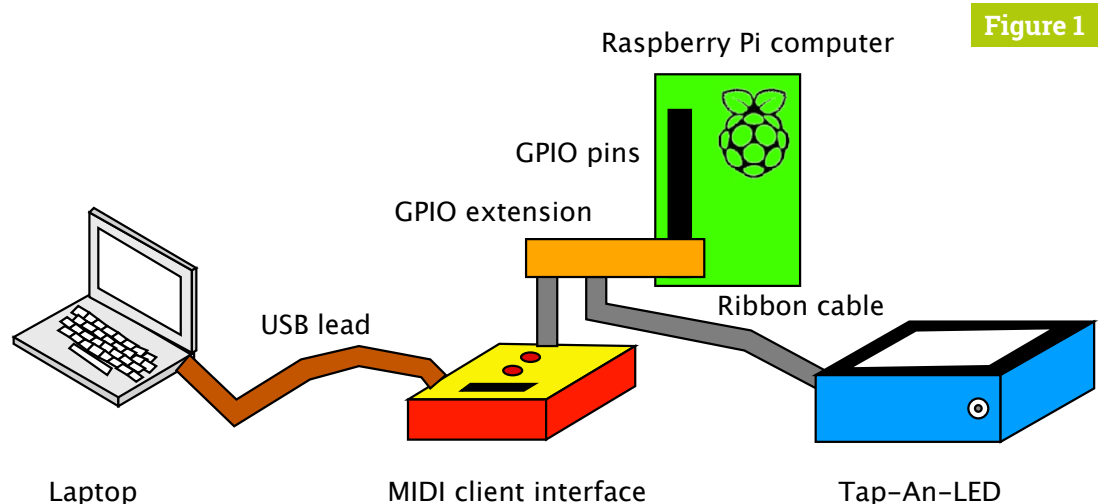 Figure 1
Raspberry Pi computer
GPIO pins
GPIO extension
Ribbon cable
USB lead
Laptop
MIDI client interface
Tap-An-LED